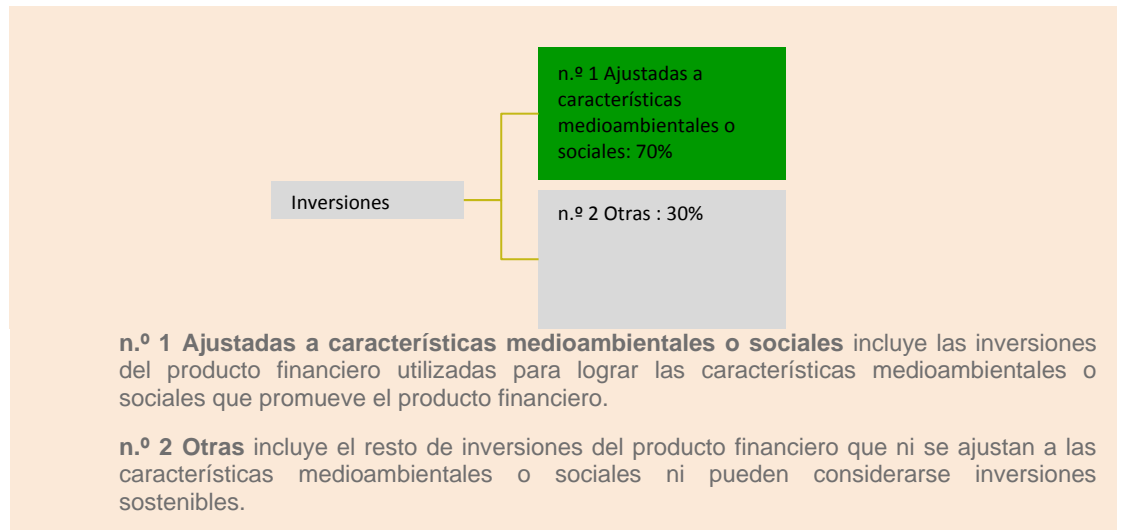 n.º 1 Ajustadas a
características
medioambientales o
sociales: 70%
Inversiones
n.º 2 Otras : 30%
n.º 1 Ajustadas a características medioambientales o sociales incluye las inversiones
del producto financiero utilizadas para lograr las características medioambientales o
sociales que promueve el producto financiero.
n.º 2 Otras incluye el resto de inversiones del producto financiero que ni se ajustan a las
características medioambientales o sociales ni pueden considerarse inversiones
sostenibles.